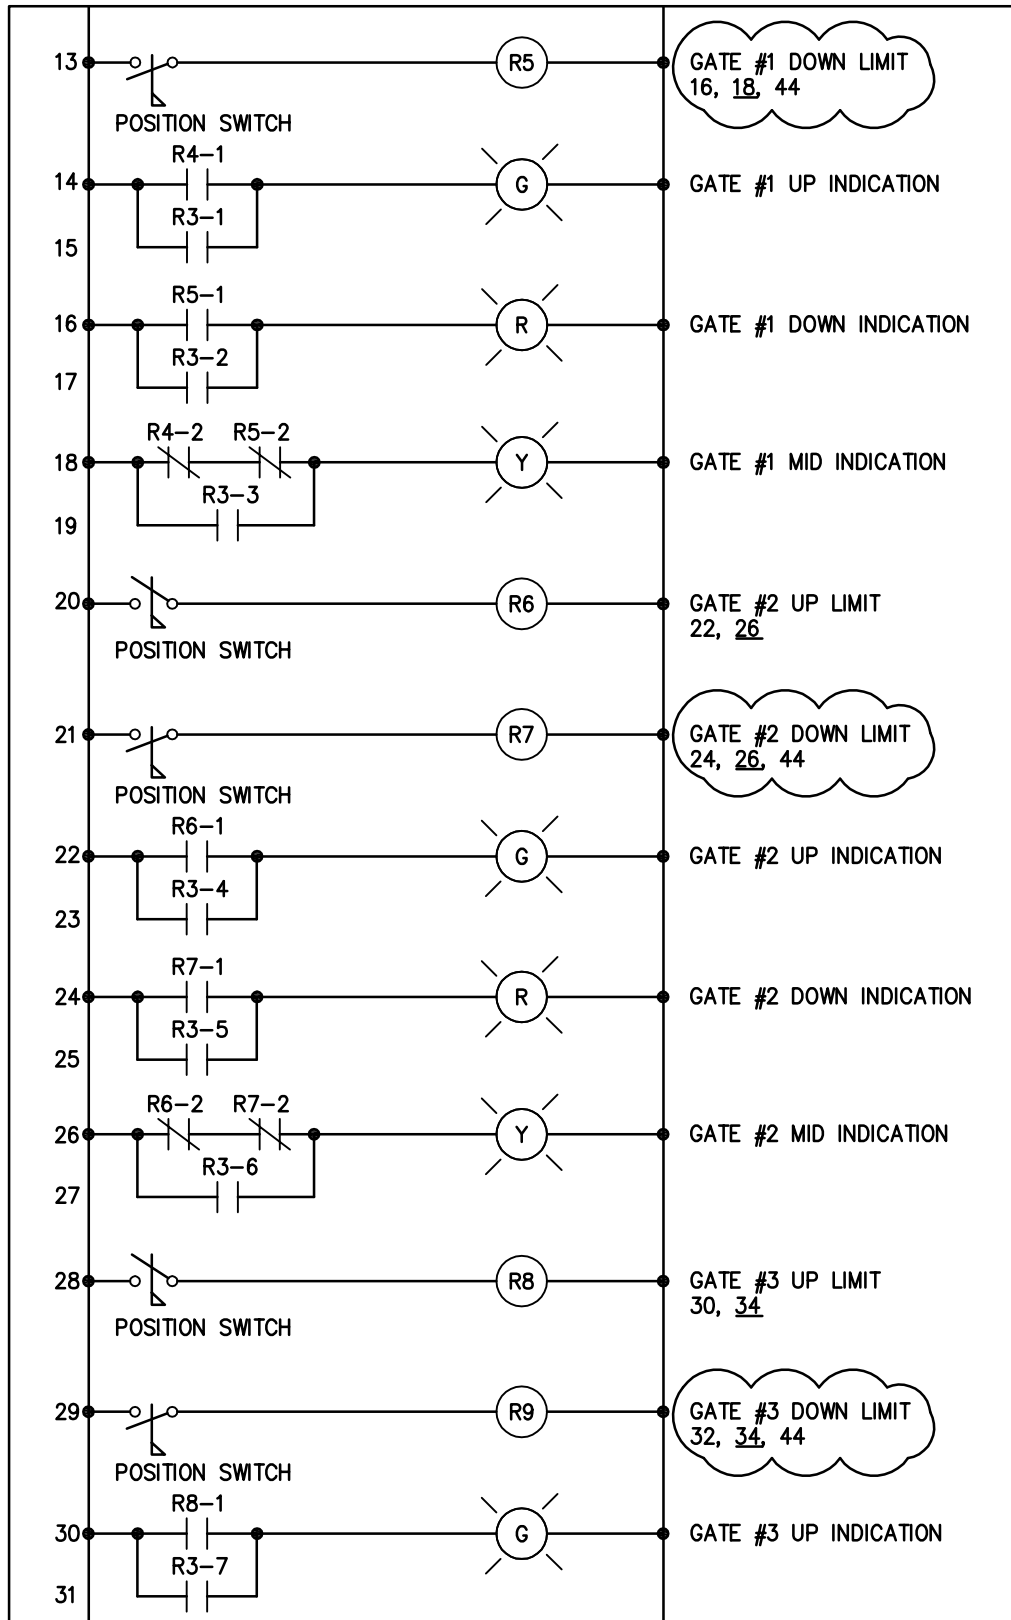 13 R5 GATE #1 DOWN LIMIT
16, 18, 44
POSITION SWITCH
R4-1
14 G GATE #1 UP INDICATION
R3-1
15
R5-1
16 R GATE #1 DOWN INDICATION
R3-2
17
R4-2 R5-2
18 Y GATE #1 MID INDICATION
R3-3
19
20 R6 GATE #2 UP LIMIT
22, 26
POSITION SWITCH
21 R7 GATE #2 DOWN LIMIT
24, 26, 44
POSITION SWITCH
R6-1
22 G GATE #2 UP INDICATION
R3-4
23
R7-1
24 R GATE #2 DOWN INDICATION
R3-5
25
R6-2 R7-2
26 Y GATE #2 MID INDICATION
R3-6
27
28 R8 GATE #3 UP LIMIT
30, 34
POSITION SWITCH
29 R9 GATE #3 DOWN LIMIT
32, 34, 44
POSITION SWITCH
R8-1
30 G GATE #3 UP INDICATION
R3-7
31